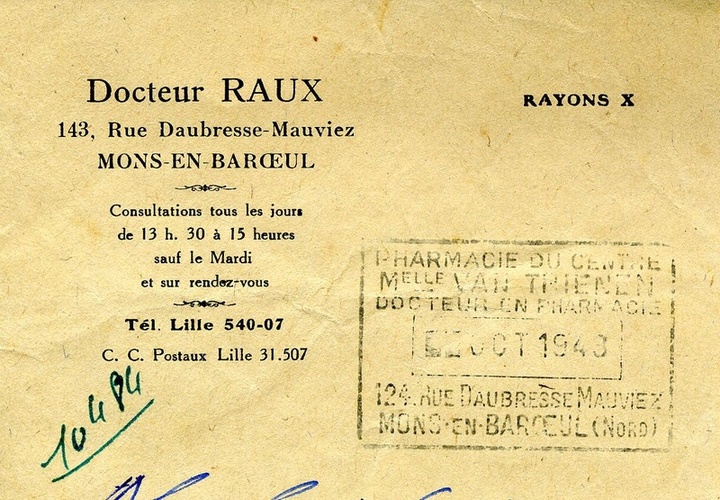 Docteur RAUX
143, Rue Daubresse-Mauviez
MONS-EN-BARŒUL
Consultations tous les jours
de 13 h. 30 à 15 heures
sauf le Mardi
et sur rendez-vous
Tél. Lille 540-07
C. C. Postaux Lille 31.507
RAYONS X
PHARMACIE DU CENTRE
MELLE VAN THIENEN
DOCTEUR EN PHARMACIE
OCT 1943
124, RUE DAUBRESSE MAUVIEZ
MONS-EN-BARŒUL (NORD)
10484